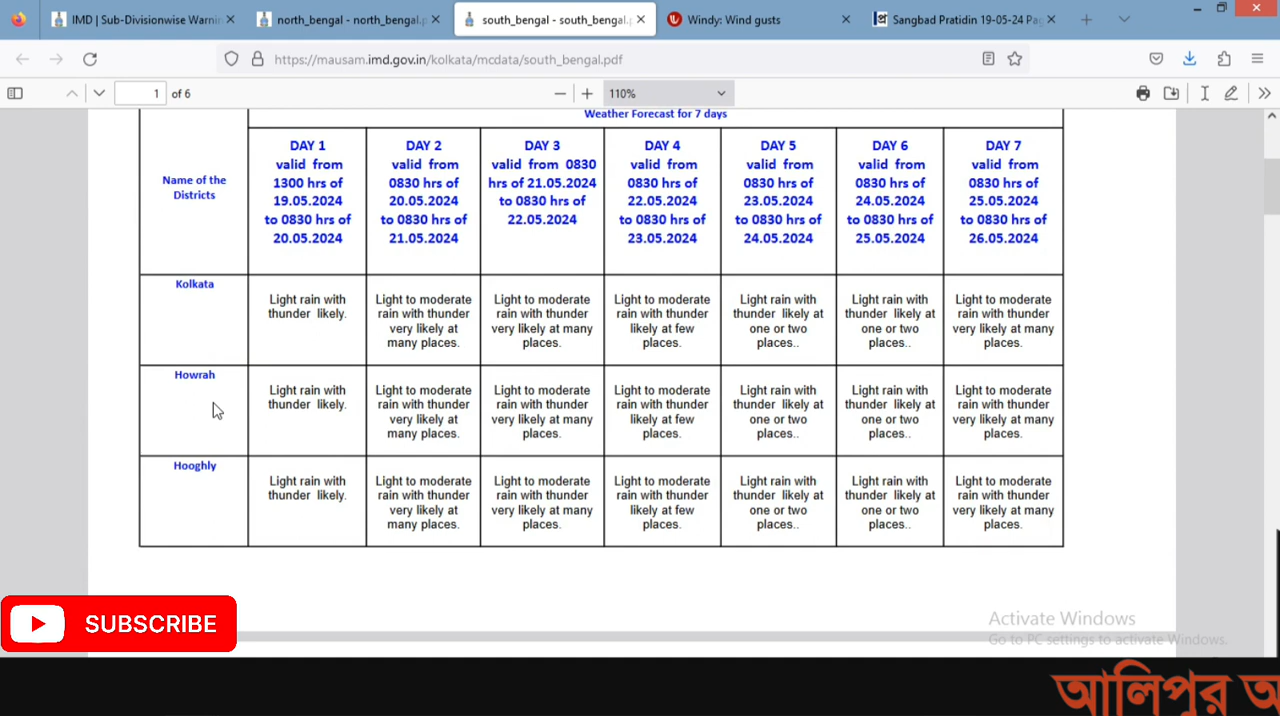 IMD | Sub-Divisionwise Warnin
north_bengal - north_bengal.p
south_bengal - south_bengal.p
Windy: Wind gusts
Sangbad Pratidin 19-05-24 Pag
https://mausam.imd.gov.in/kolkata/mcdata/south_bengal.pdf
1 of 6
110%
Weather Forecast for 7 days
Name of the
Districts
DAY 1
valid from
1300 hrs of
19.05.2024
to 0830 hrs of
20.05.2024
DAY 2
valid from
0830 hrs of
20.05.2024
to 0830 hrs of
21.05.2024
DAY 3
valid from 0830
hrs of 21.05.2024
to 0830 hrs of
22.05.2024
DAY 4
valid from
0830 hrs of
22.05.2024
to 0830 hrs of
23.05.2024
DAY 5
valid from
0830 hrs of
23.05.2024
to 0830 hrs of
24.05.2024
DAY 6
valid from
0830 hrs of
24.05.2024
to 0830 hrs of
25.05.2024
DAY 7
valid from
0830 hrs of
25.05.2024
to 0830 hrs of
26.05.2024
Kolkata
Light rain with
thunder likely.
Light to moderate
rain with thunder
very likely at
many places.
Light to moderate
rain with thunder
very likely at many
places.
Light to moderate
rain with thunder
likely at few
places.
Light rain with
thunder likely at
one or two
places..
Light rain with
thunder likely at
one or two
places..
Light to moderate
rain with thunder
very likely at many
places.
Howrah
Light rain with
thunder likely.
Light to moderate
rain with thunder
very likely at
many places.
Light to moderate
rain with thunder
very likely at many
places.
Light to moderate
rain with thunder
likely at few
places.
Light rain with
thunder likely at
one or two
places..
Light rain with
thunder likely at
one or two
places..
Light to moderate
rain with thunder
very likely at many
places.
Hooghly
Light rain with
thunder likely.
Light to moderate
rain with thunder
very likely at
many places.
Light to moderate
rain with thunder
very likely at many
places.
Light to moderate
rain with thunder
likely at few
places.
Light rain with
thunder likely at
one or two
places..
Light rain with
thunder likely at
one or two
places..
Light to moderate
rain with thunder
very likely at many
places.
SUBSCRIBE
Activate Windows
Go to PC settings to activate Windows.
আলিপুর আ